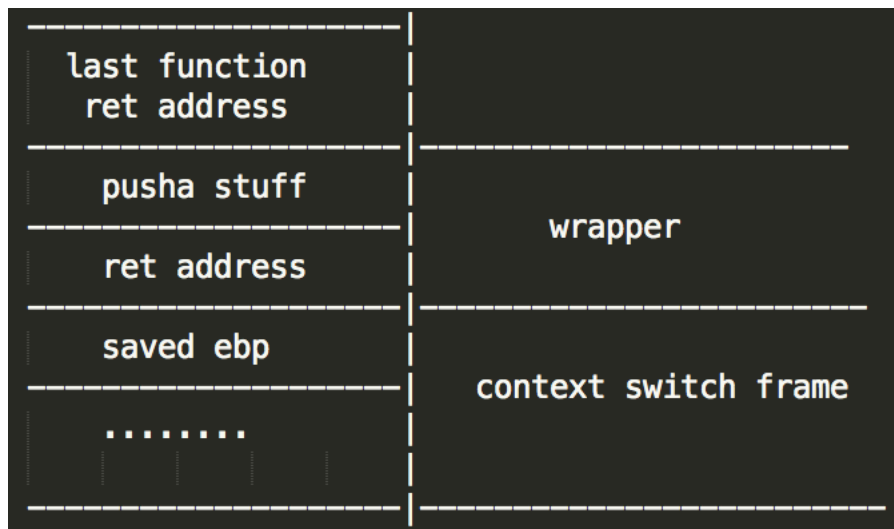 last function
ret address
pusha stuff
wrapper
ret address
saved ebp
context switch frame
........